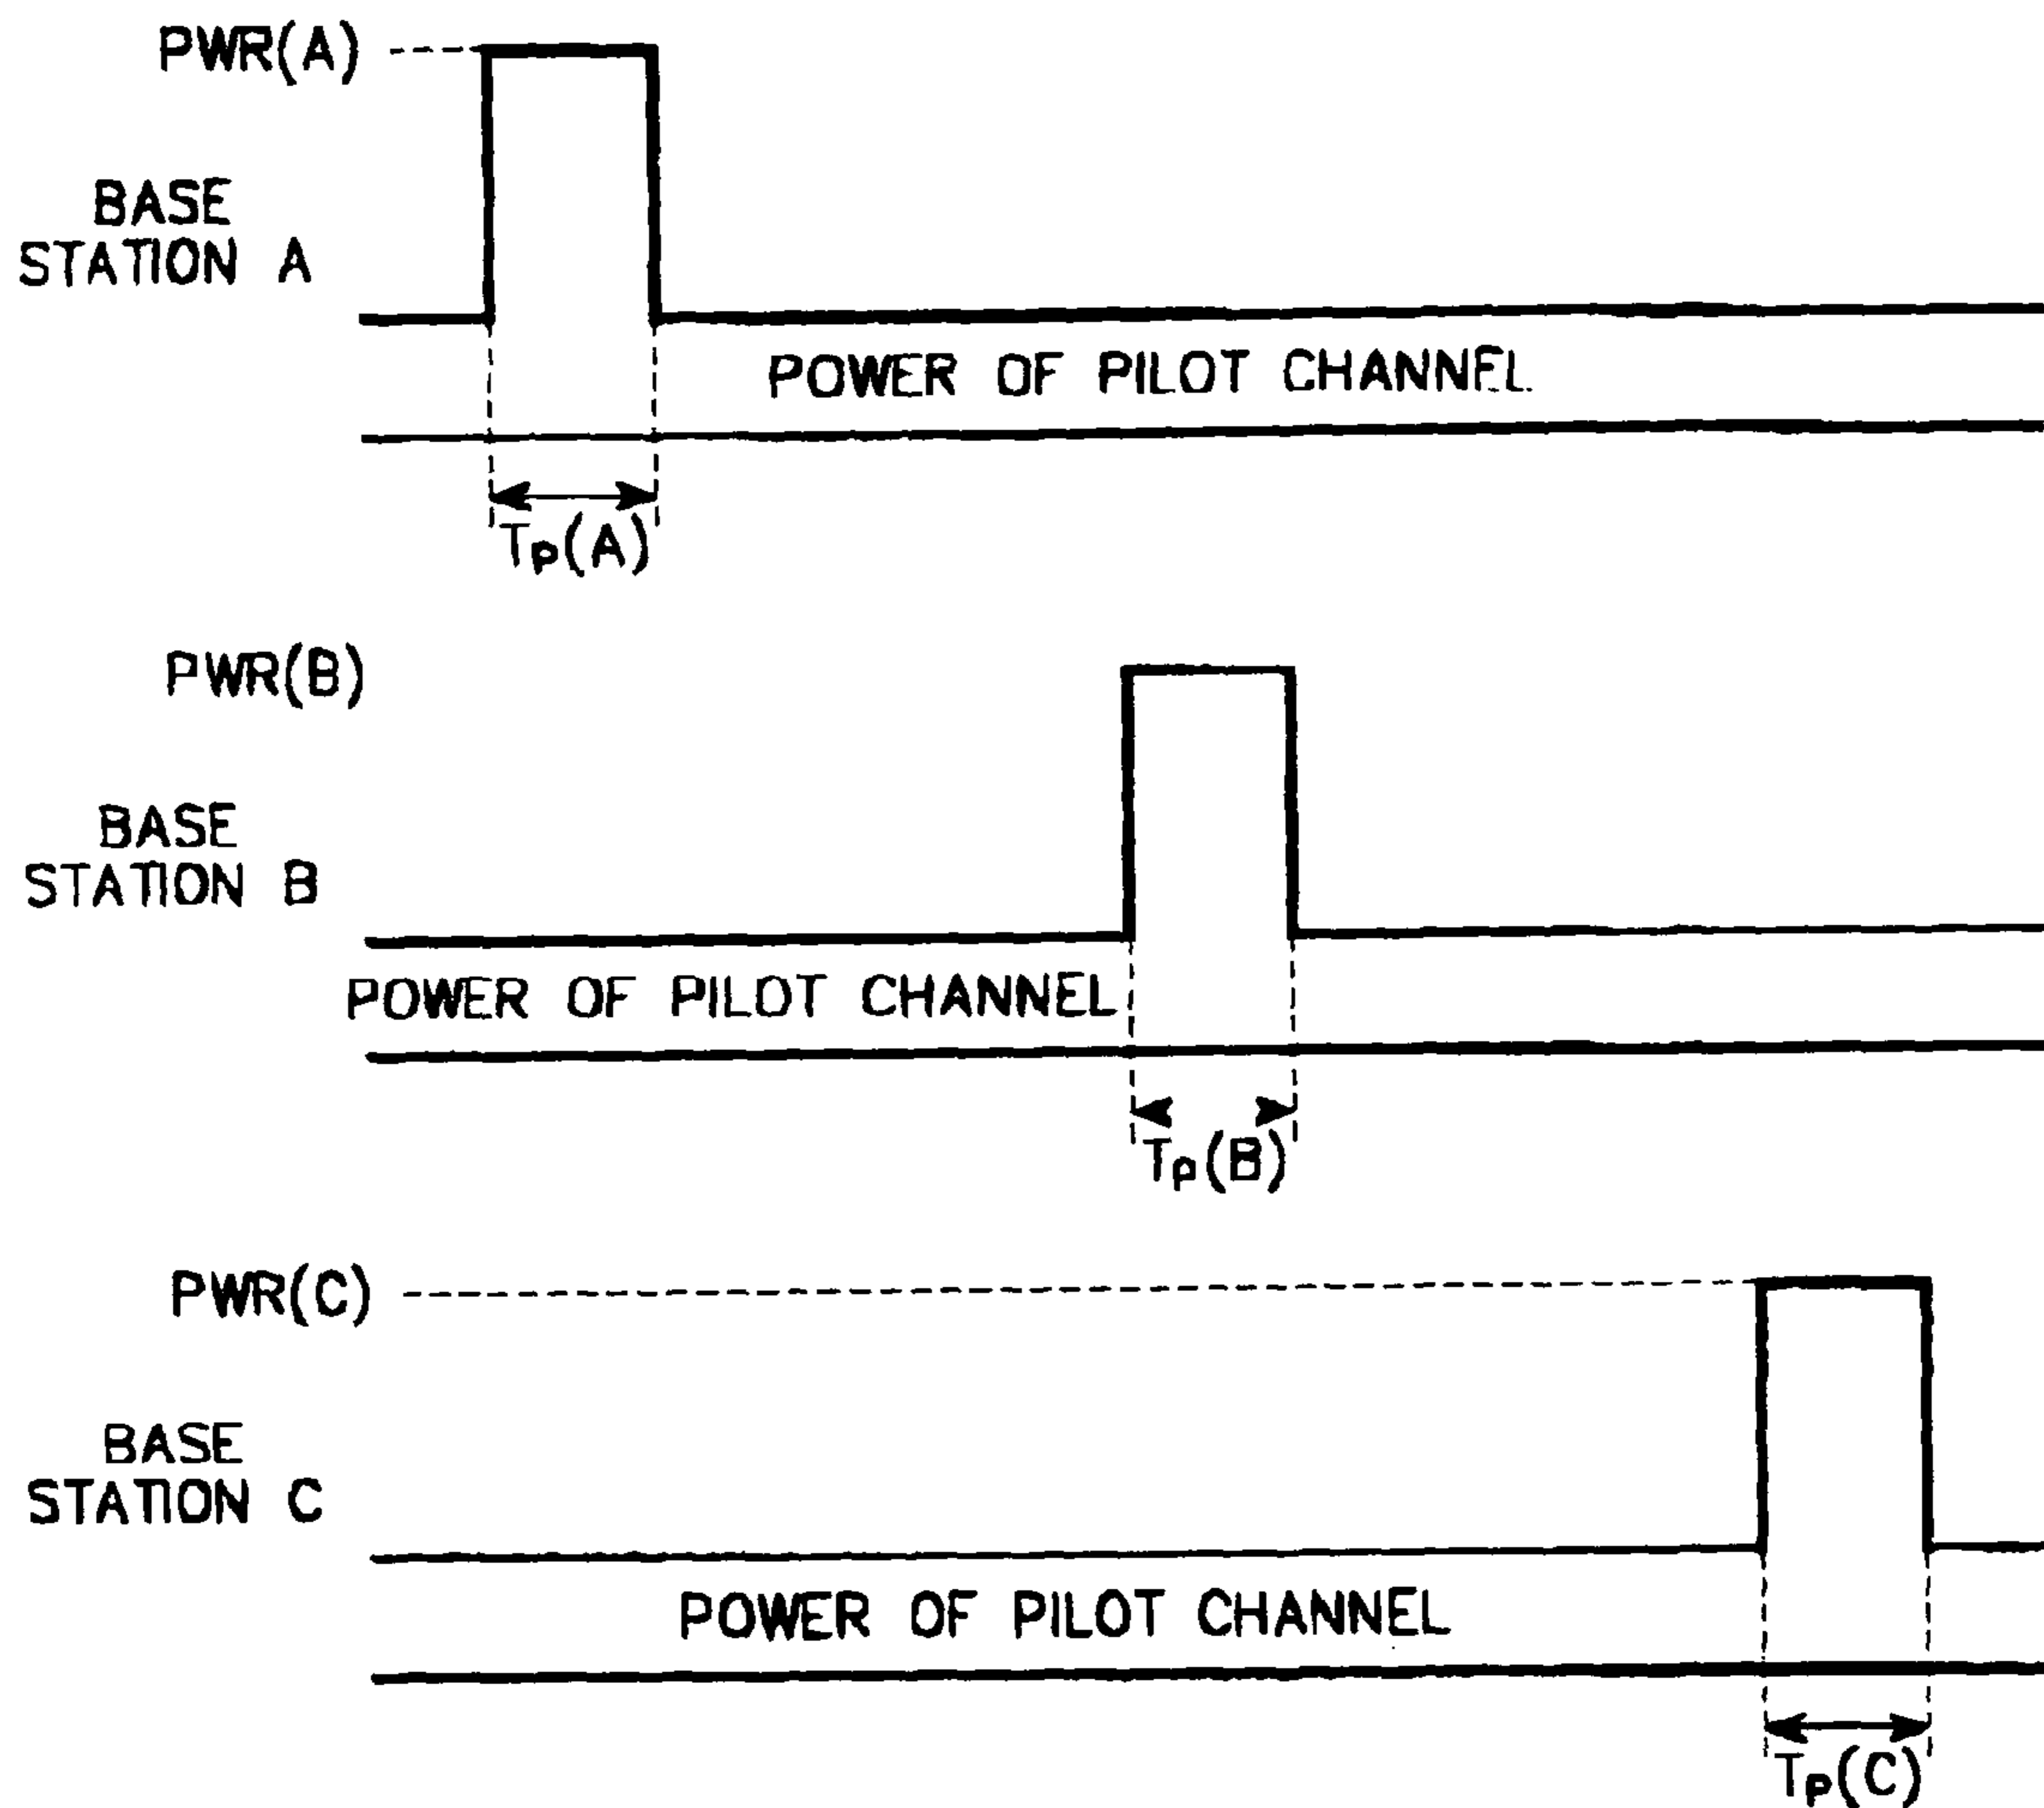 PWR(A)
BASE
STATION A
POWER OF PILOT CHANNEL
Tp(A)
PWR(B)
BASE
STATION B
POWER OF PILOT CHANNEL
Tp(B)
PWR(C)
BASE
STATION C
POWER OF PILOT CHANNEL
Tp(C)